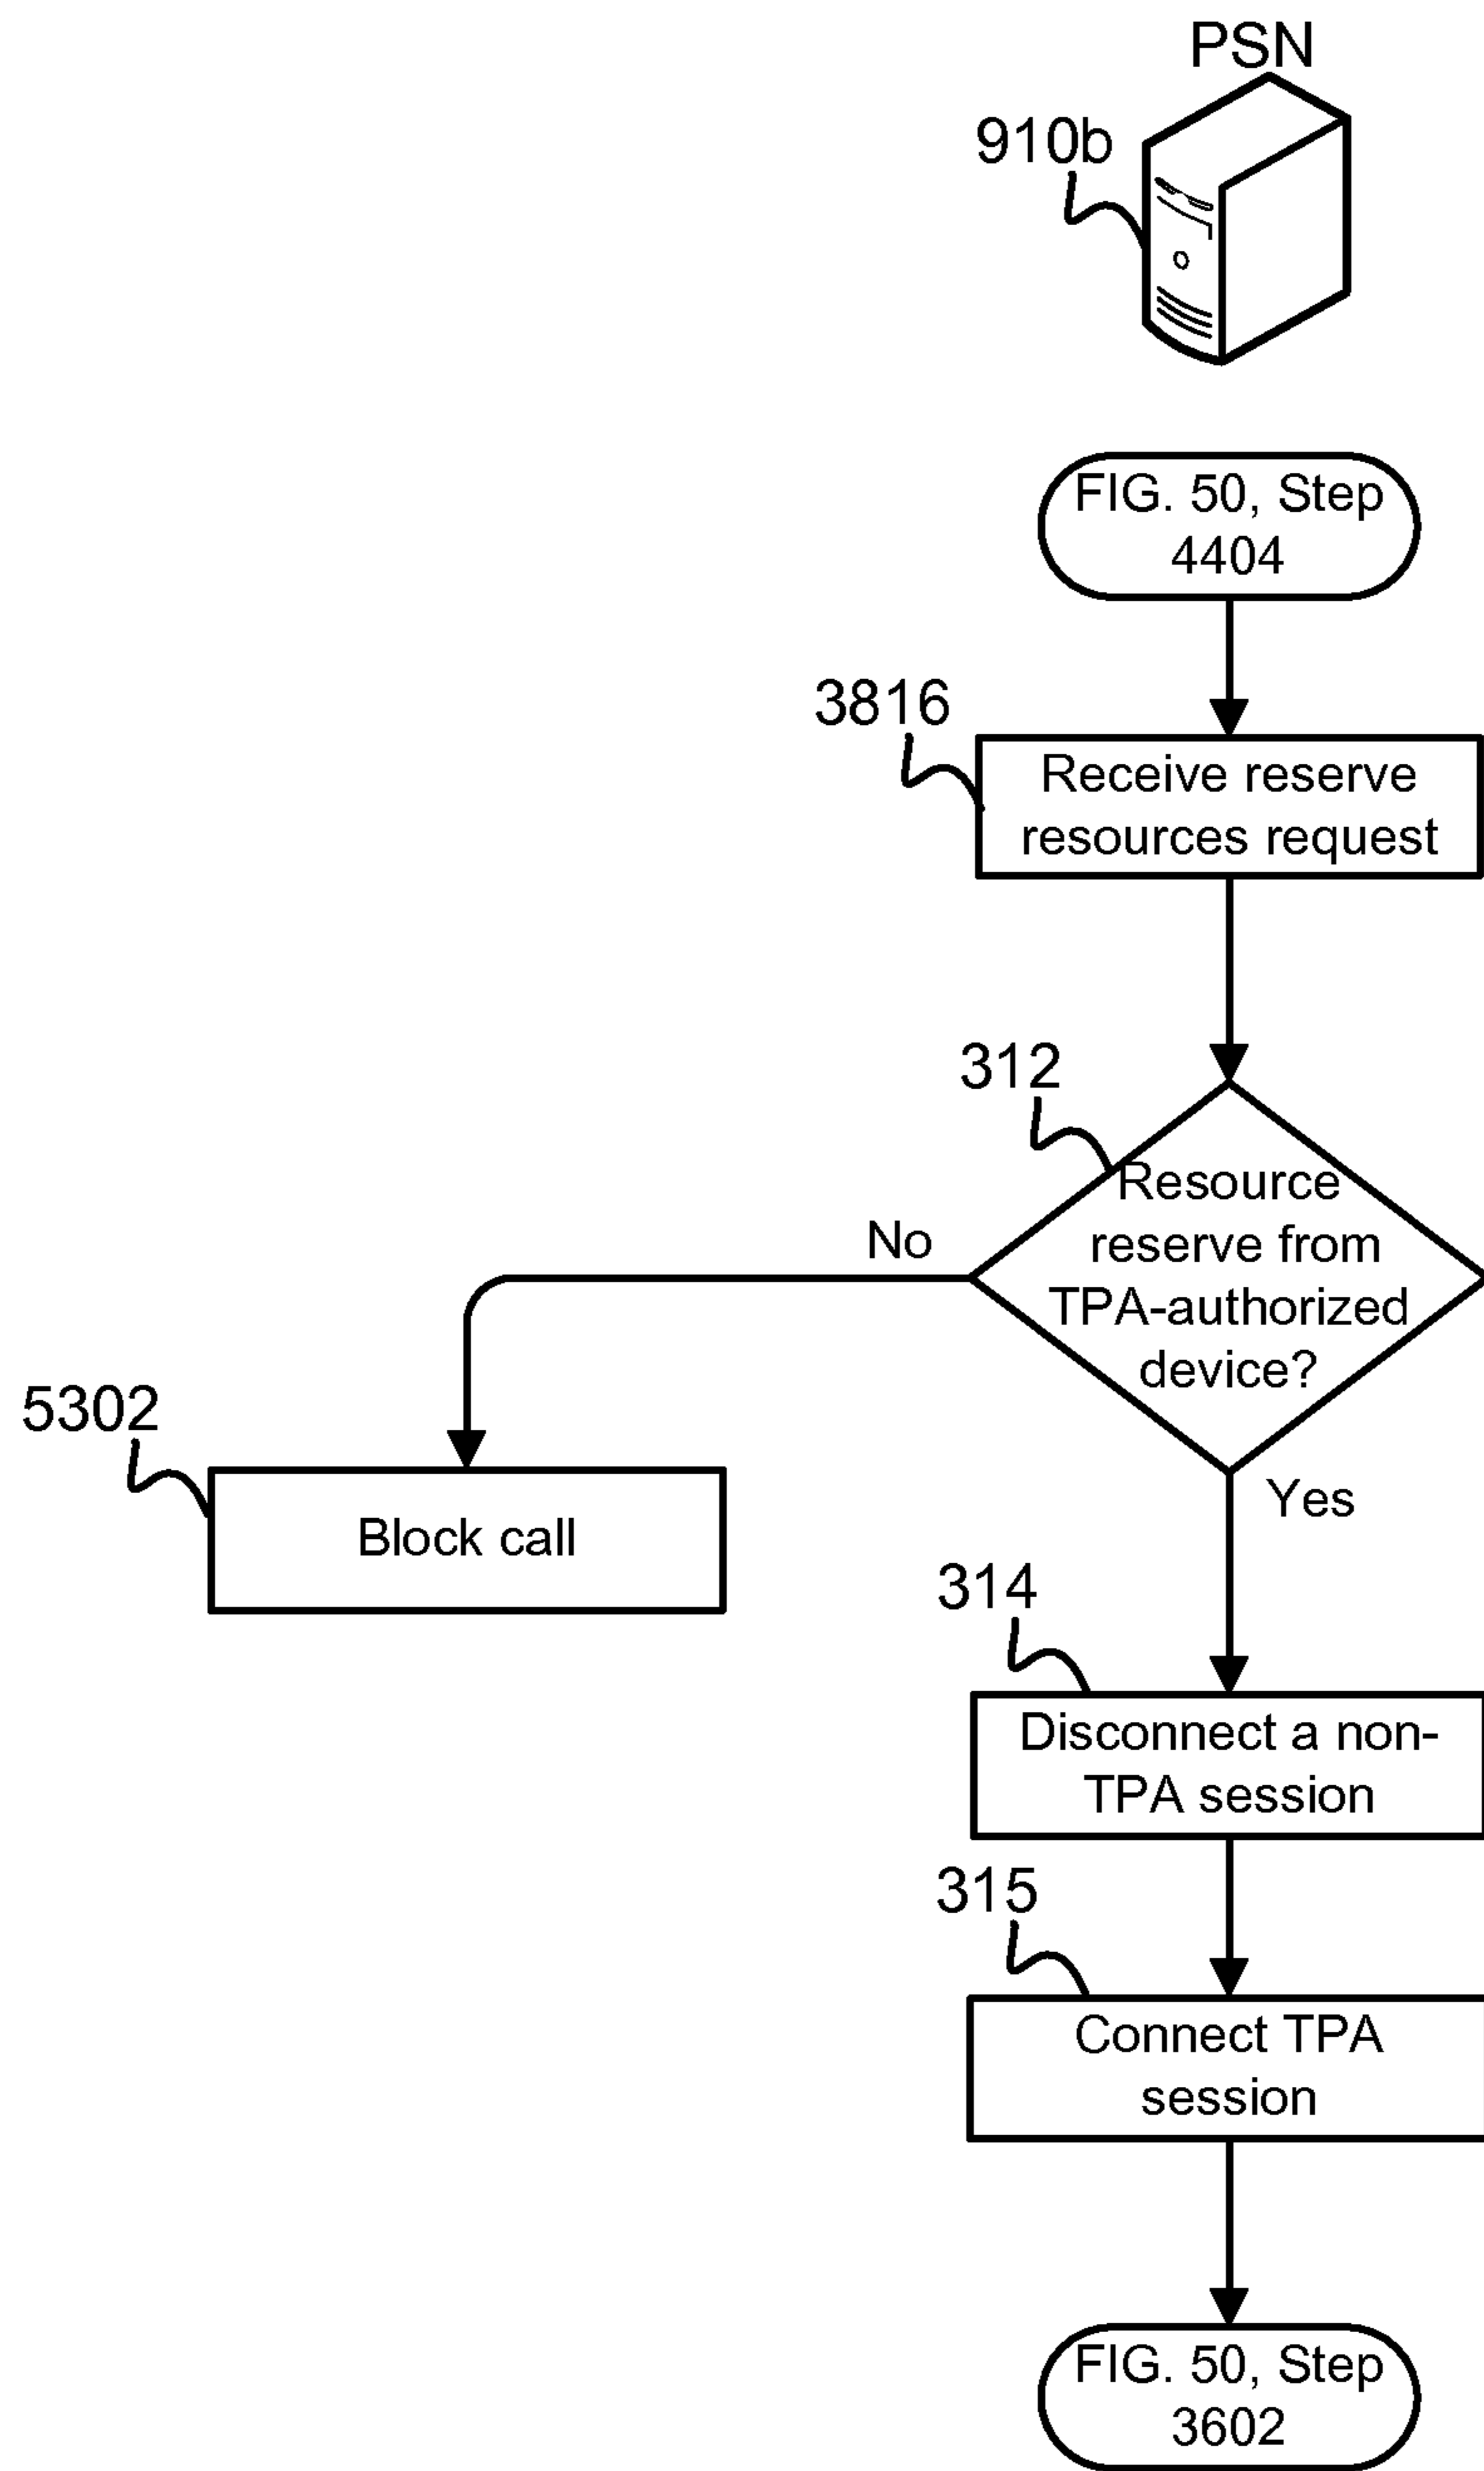 PSN
910b
FIG. 50, Step
4404
3816
Receive reserve
resources request
312
Resource
reserve from
TPA-authorized
device?
No
5302
Block call
Yes
314
Disconnect a non-
TPA session
315
Connect TPA
session
FIG. 50, Step
3602